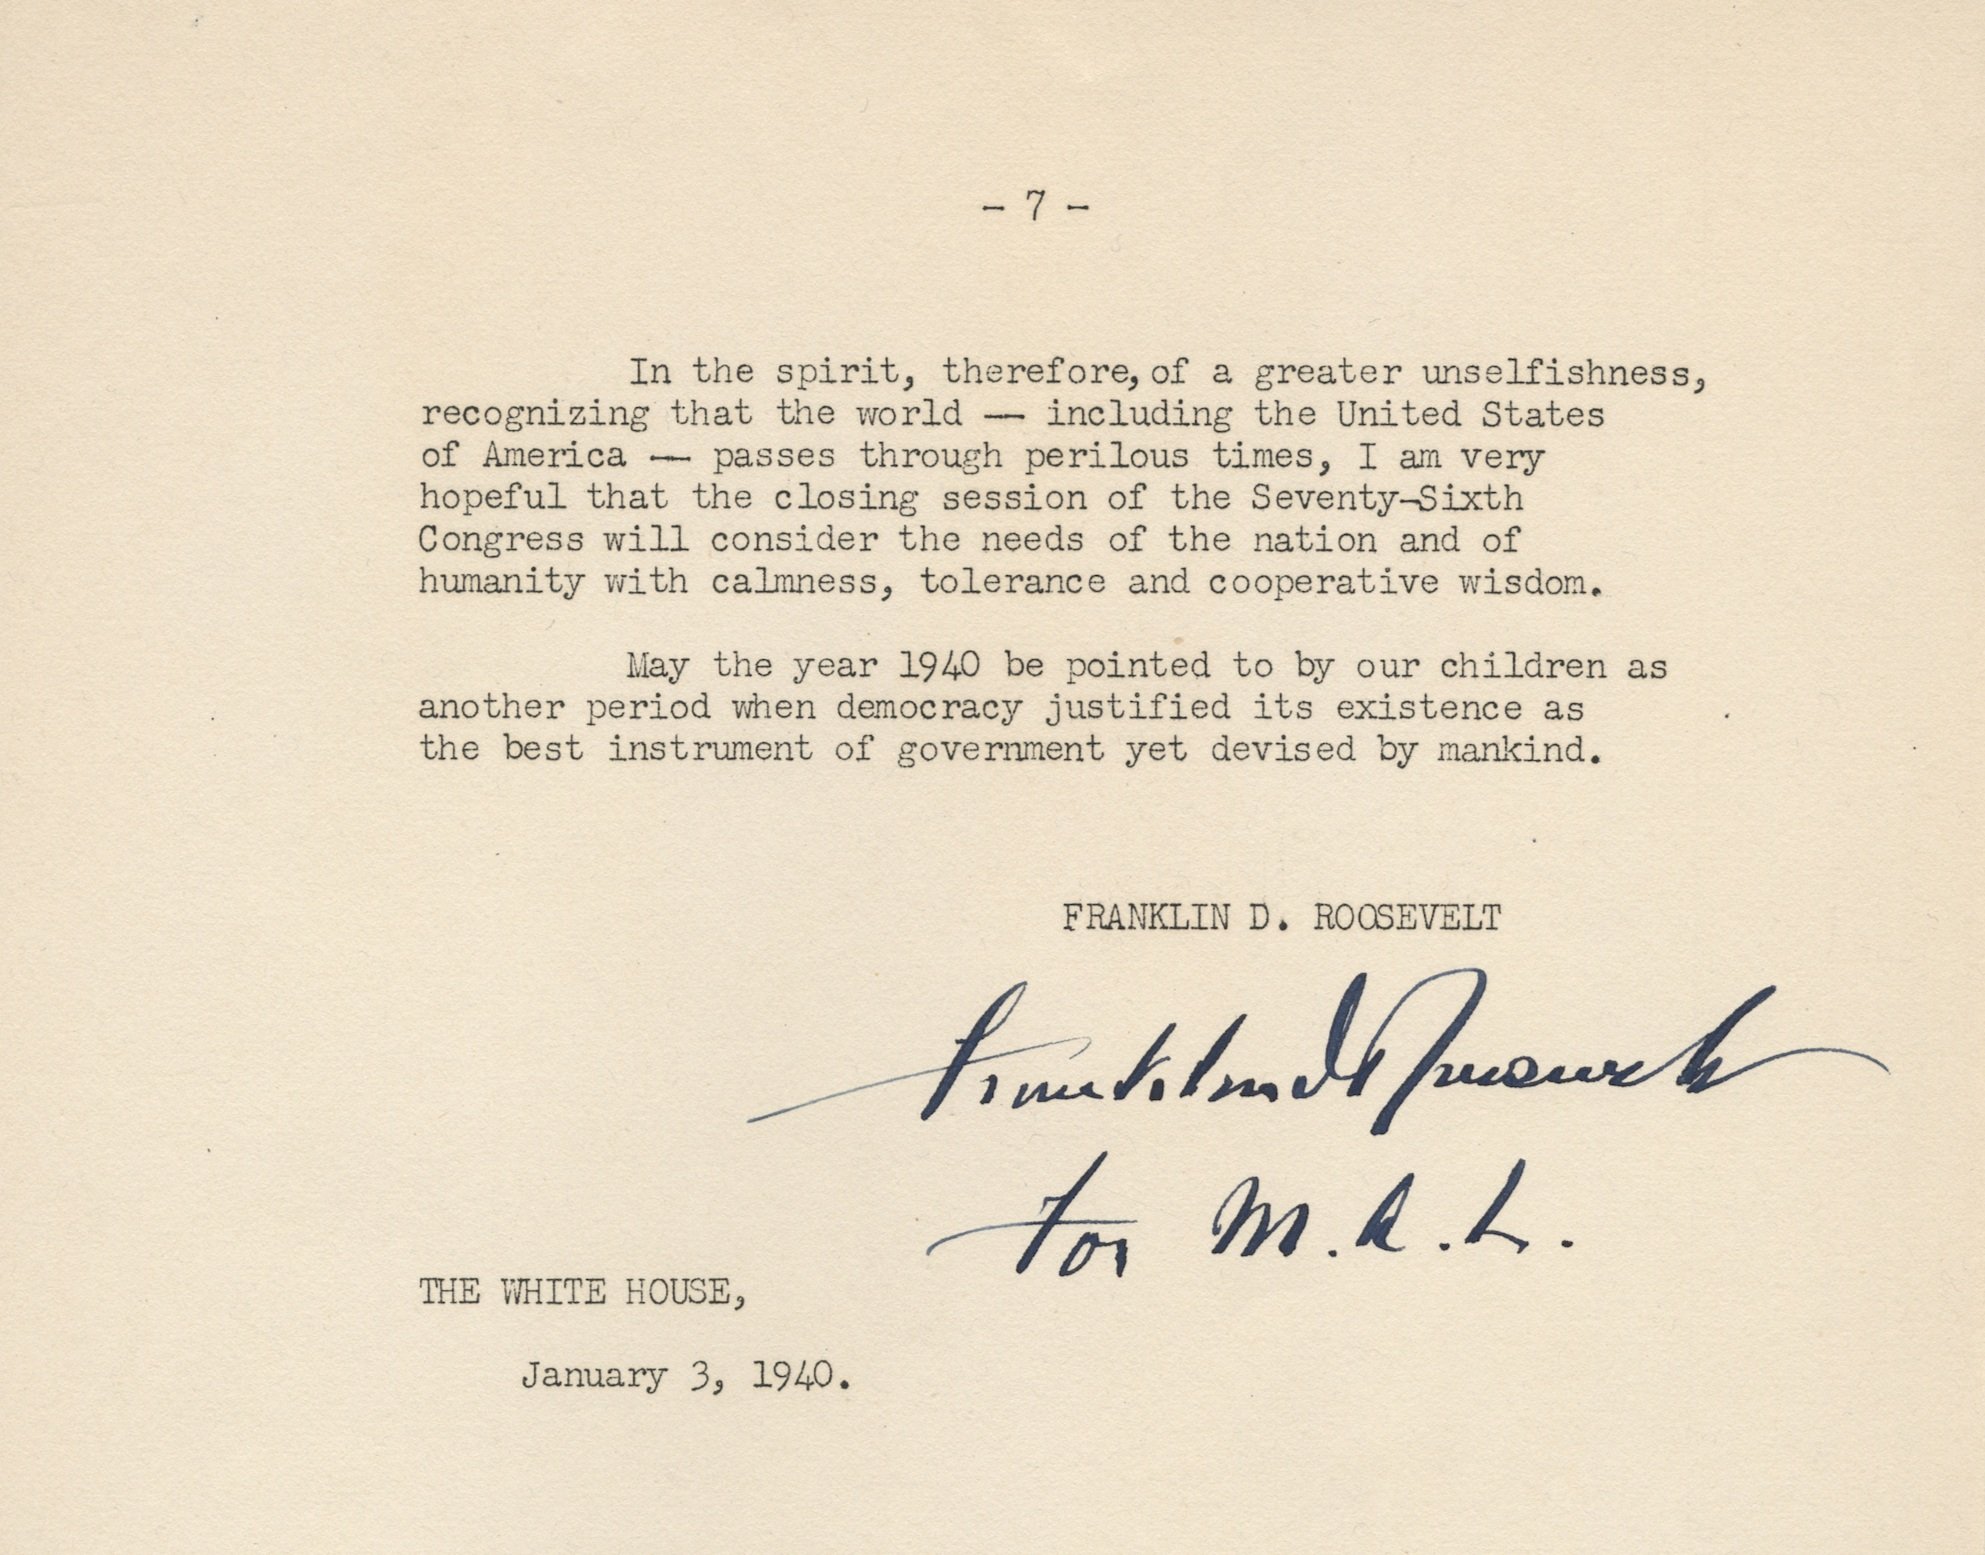 - 7 -
In the spirit, therefore, of a greater unselfishness,
recognizing that the world — including the United States
of America — passes through perilous times, I am very
hopeful that the closing session of the Seventy-Sixth
Congress will consider the needs of the nation and of
humanity with calmness, tolerance and cooperative wisdom.
May the year 1940 be pointed to by our children as
another period when democracy justified its existence as
the best instrument of government yet devised by mankind.
FRANKLIN D. ROOSEVELT
Franklin D Roosevelt
for M.A.L.
THE WHITE HOUSE,
January 3, 1940.